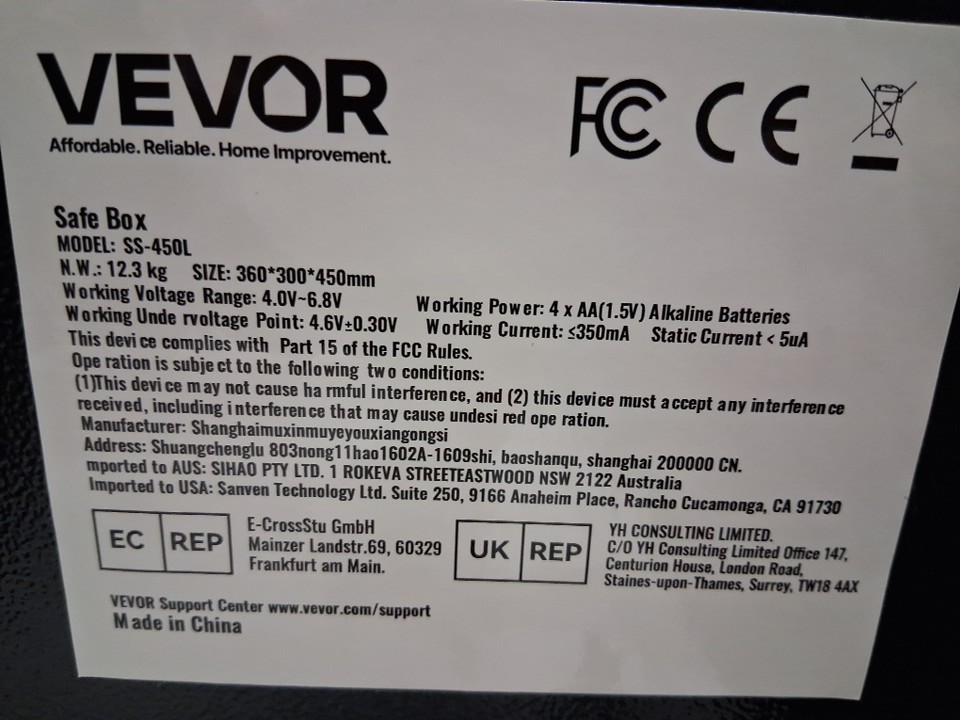 VEVOR
Affordable. Reliable. Home Improvement.
FC CE
Safe Box
MODEL: SS-450L
N.W.: 12.3 kg SIZE: 360*300*450mm
Working Voltage Range: 4.0V~6.8V Working Power: 4 x AA(1.5V) Alkaline Batteries
Working Unde rvoltage Point: 4.6V±0.30V Working Current: ≤350mA Static Current < 5uA
This devi ce complies with Part 15 of the FCC Rules.
Ope ration is subje ct to the following two conditions:
(1)This devi ce m ay not cause ha rmful interference, and (2) this device must accept any interference
received, including i nterference that may cause undesi red ope ration.
Manufacturer: Shanghaimuxinmuyeyouxiangongsi
Address: Shuangchenglu 803nong11hao1602A-1609shi, baoshanqu, shanghai 200000 CN.
mported to AUS: SIHAO PTY LTD. 1 ROKEVA STREETEASTWOOD NSW 2122 Australia
Imported to USA: Sanven Technology Ltd. Suite 250, 9166 Anaheim Place, Rancho Cucamonga, CA 91730
EC REP
E-CrossStu GmbH
Mainzer Landstr.69, 60329
Frankfurt am Main.
UK REP
YH CONSULTING LIMITED.
C/O YH Consulting Limited Office 147,
Centurion House, London Road,
Staines-upon-Thames, Surrey, TW18 4AX
VEVOR Support Center www.vevor.com/support
Made in China